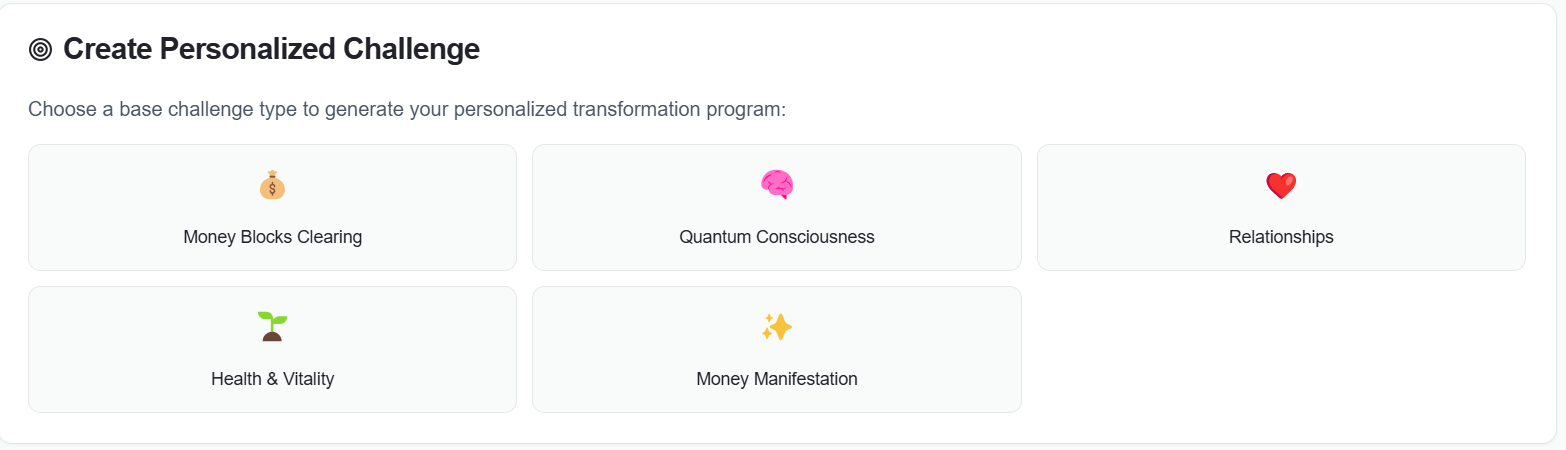 Create Personalized Challenge
Choose a base challenge type to generate your personalized transformation program:
$
Money Blocks Clearing
Quantum Consciousness
Relationships
Health & Vitality
Money Manifestation